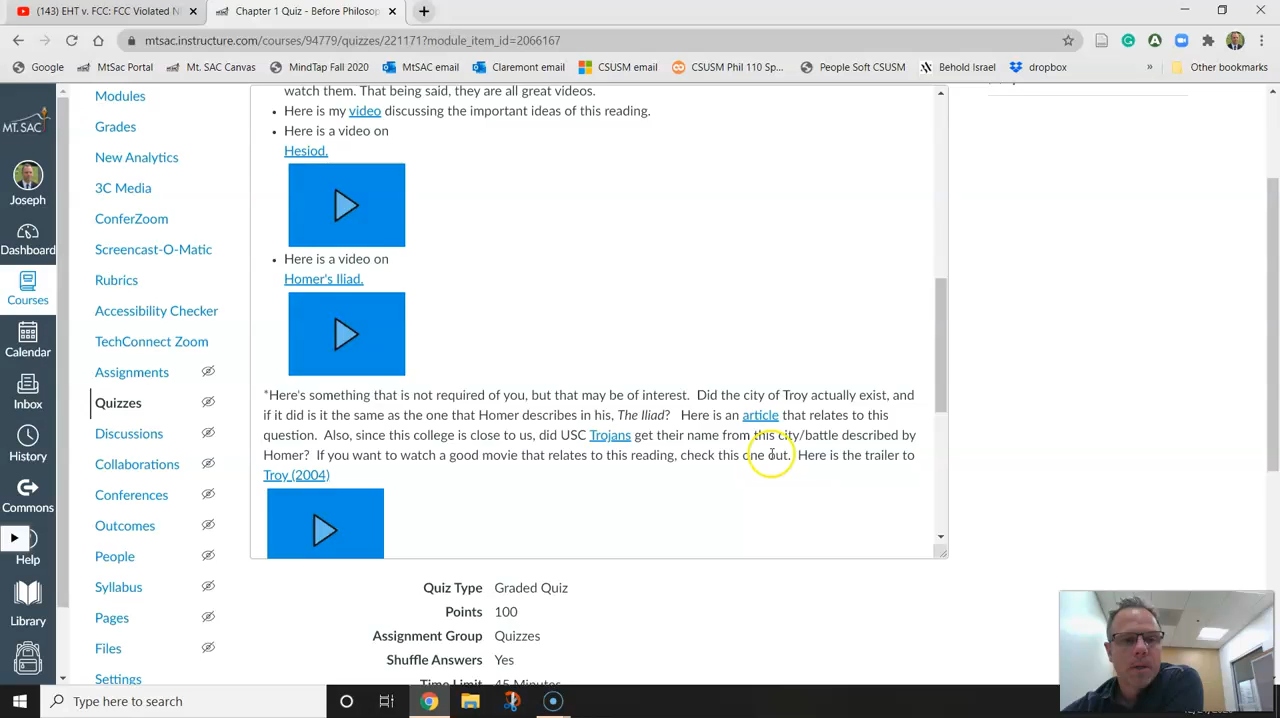 (143) EHT v. FCC: FCC Violated N
Chapter 1 Quiz - Before Philosop
mtsac.instructure.com/courses/94779/quizzes/221171?module_item_id=2066167
Google
MtSac Portal
Mt. SAC Canvas
MindTap Fall 2020
MtSAC email
Claremont email
CSUSM email
CSUSM Phil 110 Sp...
People Soft CSUSM
Behold Israel
dropbox
»
Other bookmarks
MT. SAC
Joseph
Dashboard
Courses
Calendar
Inbox
History
Commons
Help
Library
Modules
Grades
New Analytics
3C Media
ConferZoom
Screencast-O-Matic
Rubrics
Accessibility Checker
TechConnect Zoom
Assignments
Quizzes
Discussions
Collaborations
Conferences
Outcomes
People
Syllabus
Pages
Files
Settings
watch them. That being said, they are all great videos.
• Here is my video discussing the important ideas of this reading.
• Here is a video on
Hesiod.
• Here is a video on
Homer's Iliad.
*Here's something that is not required of you, but that may be of interest. Did the city of Troy actually exist, and
if it did is it the same as the one that Homer describes in his, The Iliad? Here is an article that relates to this
question. Also, since this college is close to us, did USC Trojans get their name from this city/battle described by
Homer? If you want to watch a good movie that relates to this reading, check this one out. Here is the trailer to
Troy (2004)
Quiz Type Graded Quiz
Points 100
Assignment Group Quizzes
Shuffle Answers Yes
Time Limit 45 Minutes
Type here to search